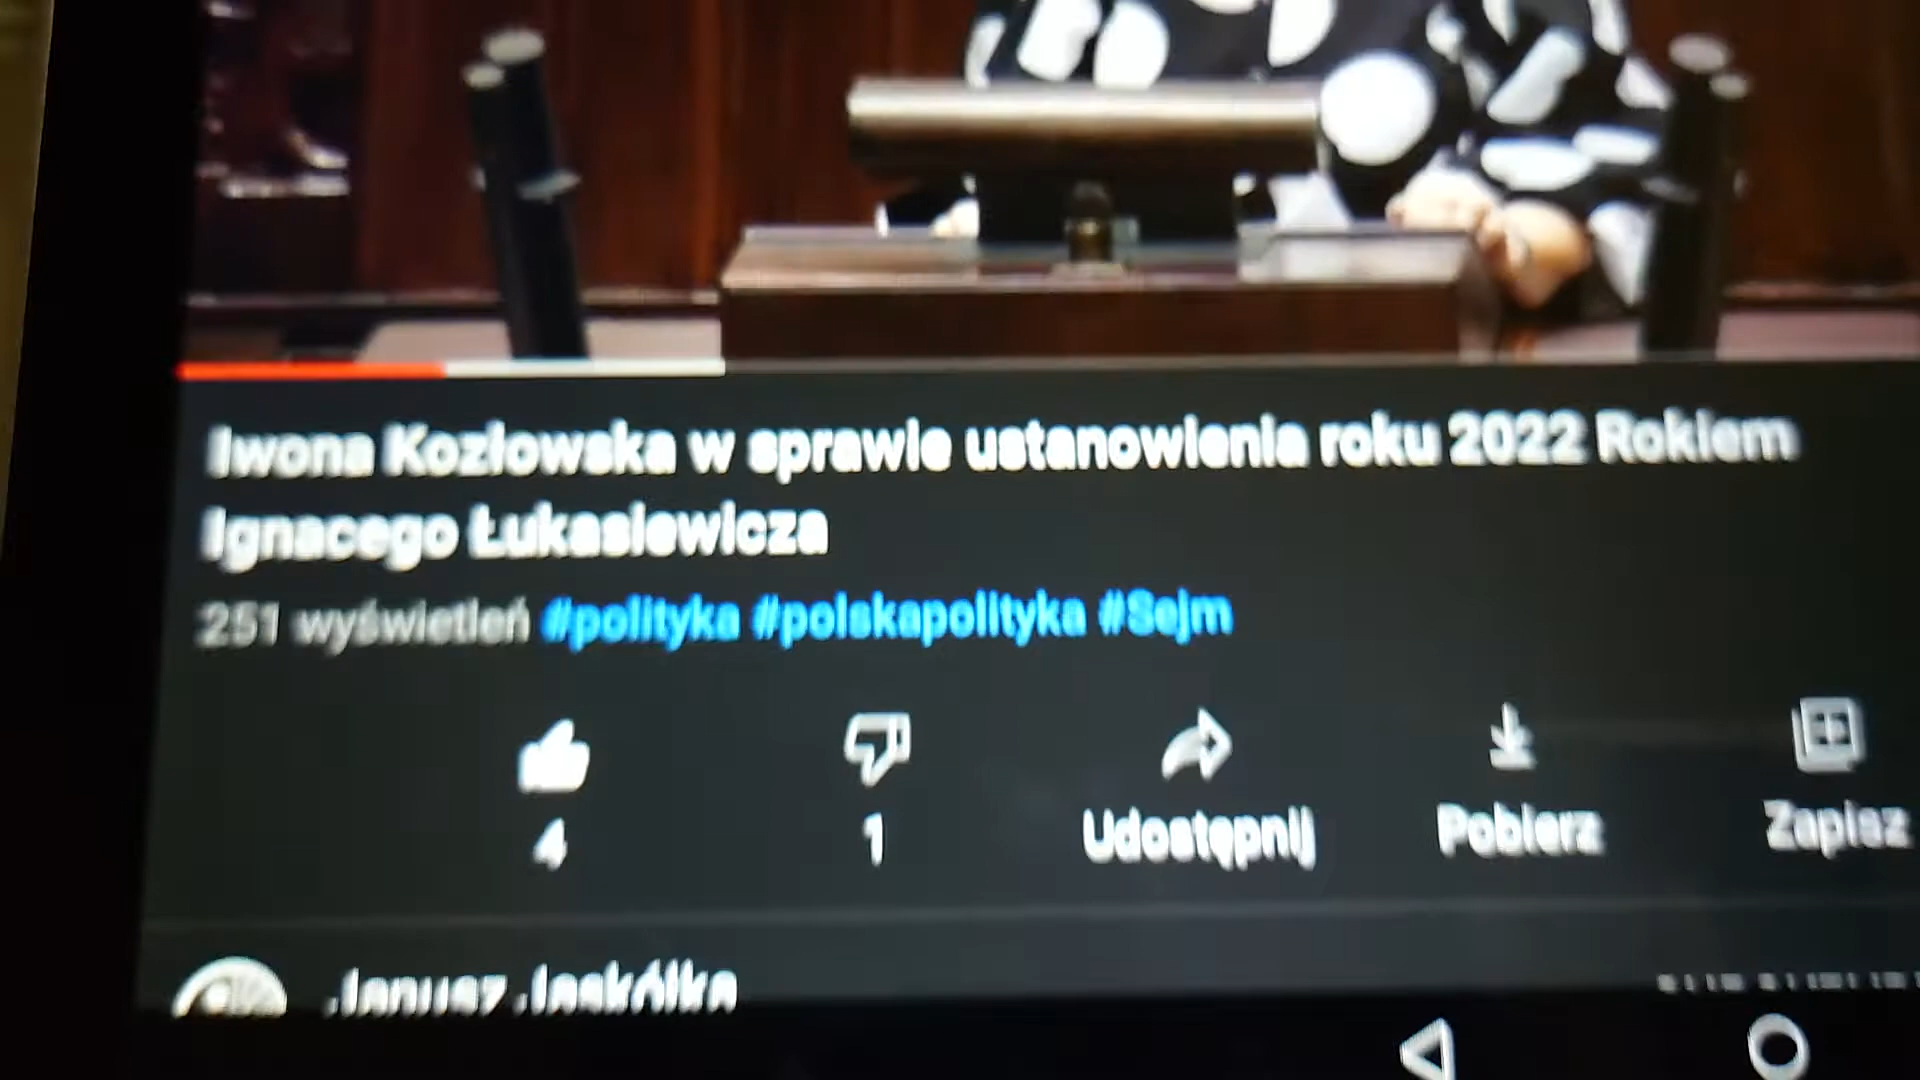 Iwona Kozłowska w sprawie ustanowienia roku 2022 Rokiem
Ignacego Łukasiewicza
251 wyświetleń #polityka #polskapolityka #Sejm
4
1
Udostępnij
Pobierz
Zapisz
Janusz Jaskółka